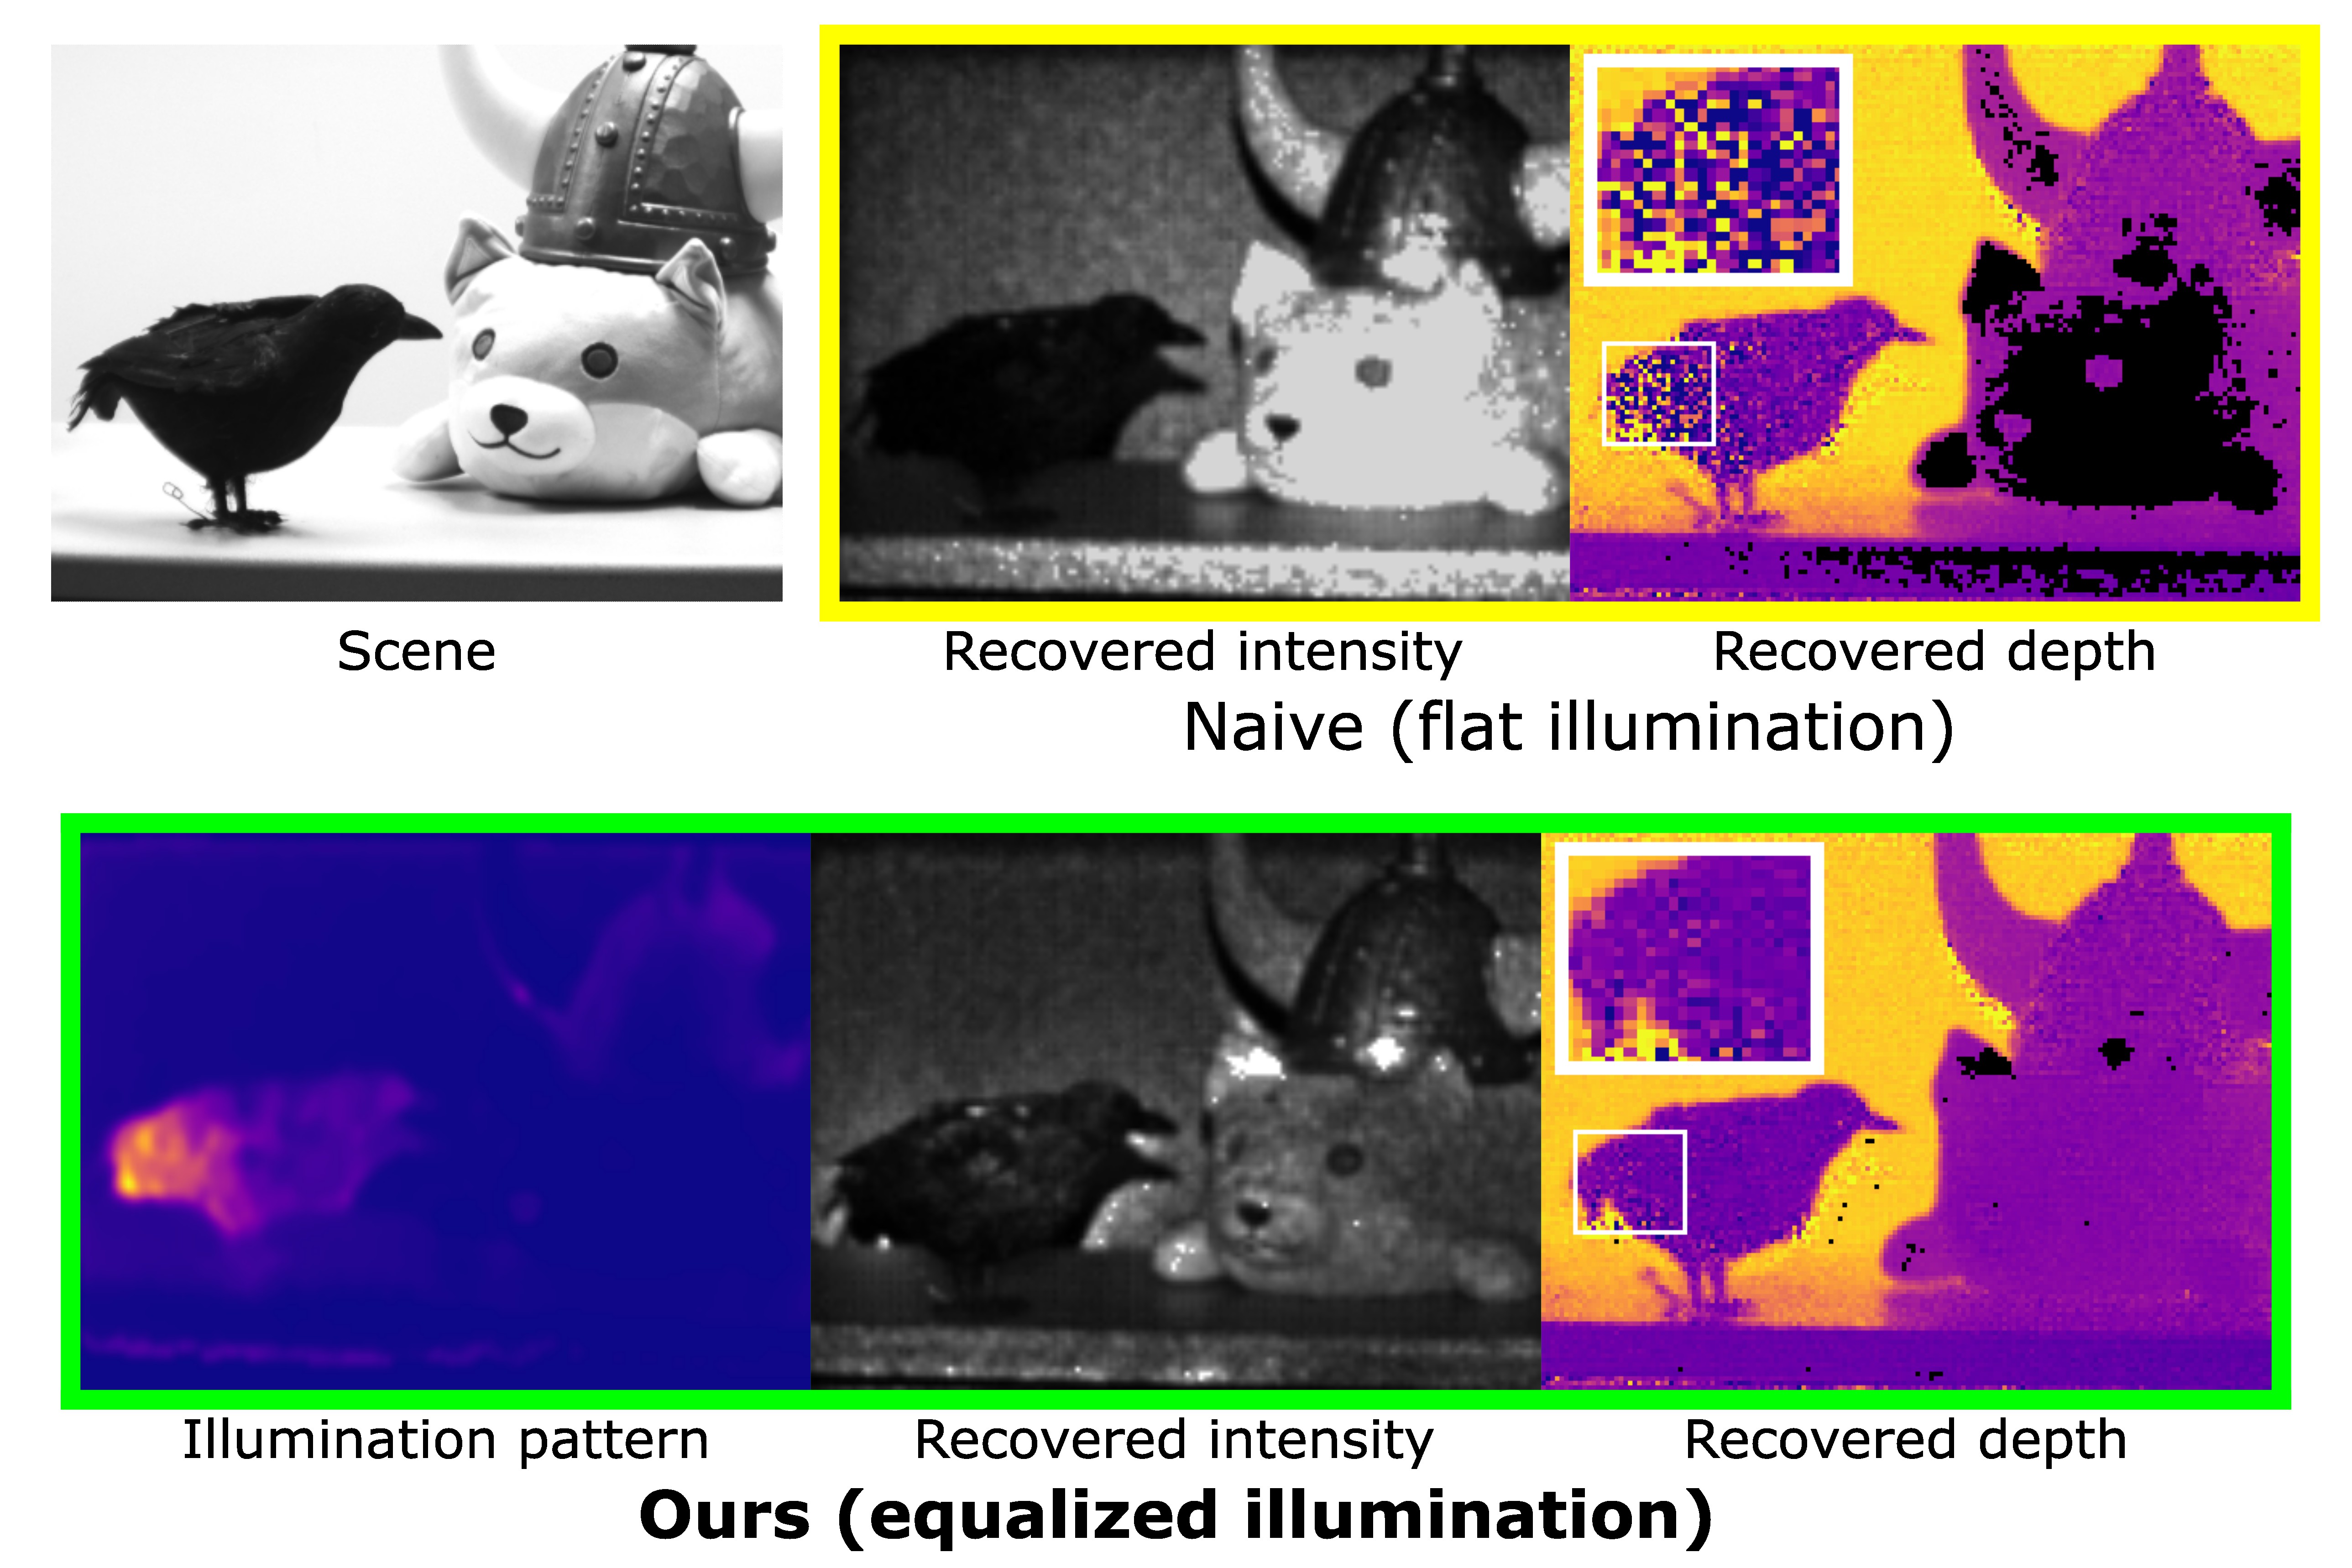 Scene
Recovered intensity
Recovered depth
Naive (flat illumination)
Illumination pattern
Recovered intensity
Recovered depth
Ours (equalized illumination)